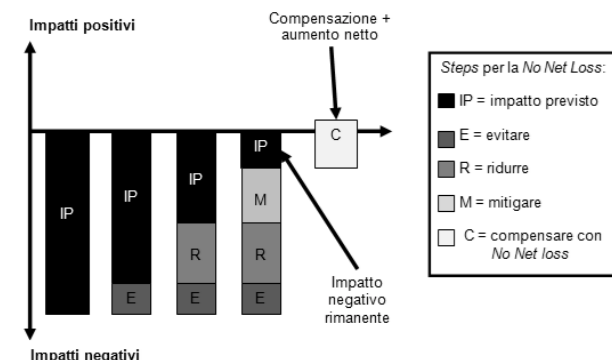 Compensazione +
aumento netto
Impatti positivi
Steps per la No Net Loss:
IP = impatto previsto
E = evitare
R = ridurre
M = mitigare
C = compensare con
No Net loss
IP
IP
IP
IP
C
M
R
R
E
E
E
Impatto
negativo
rimanente
Impatti negativi